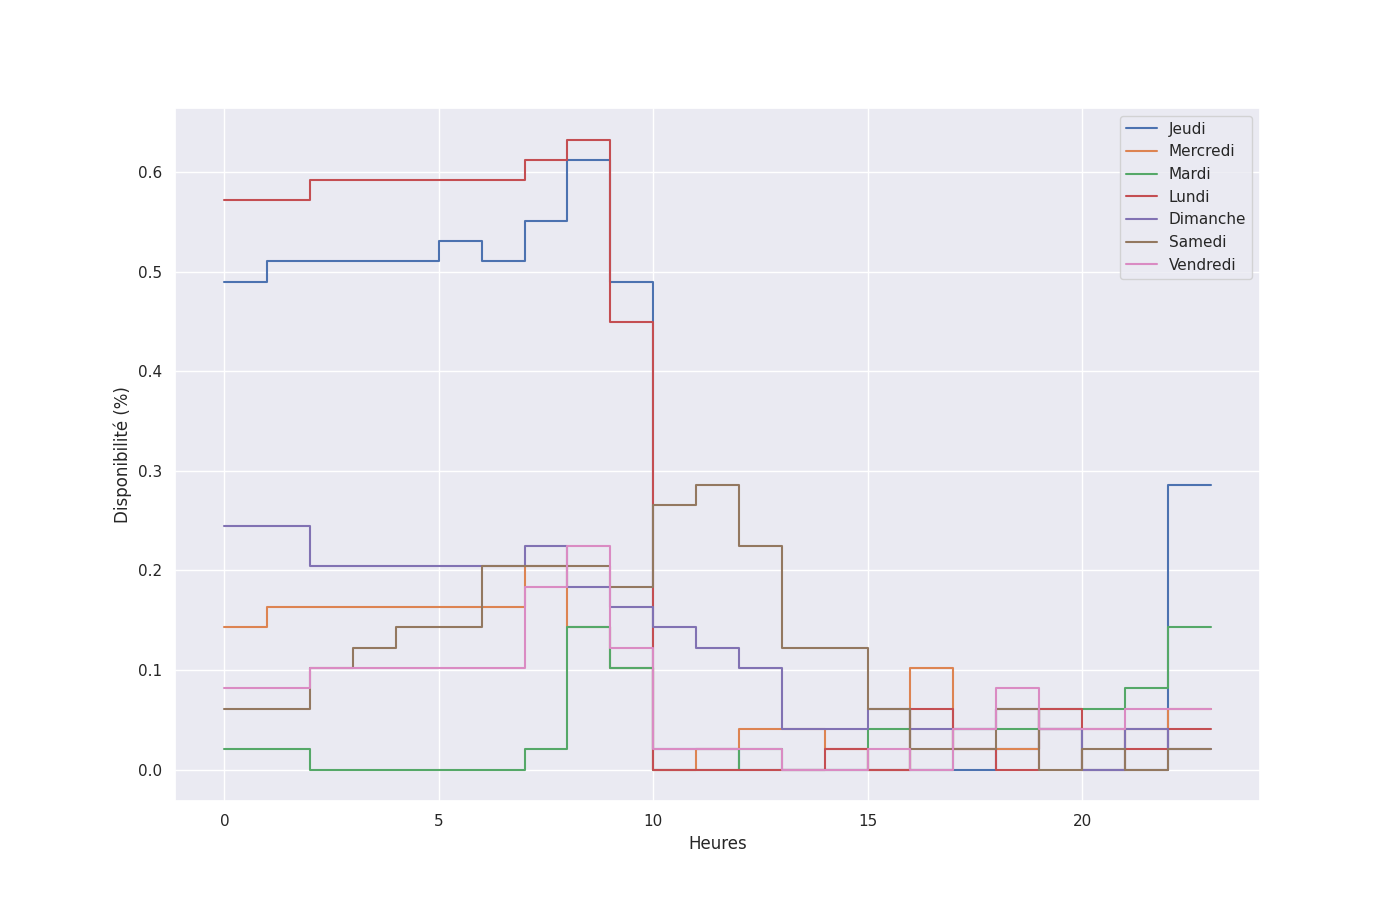 Jeudi
Mercredi
Mardi
Lundi
Dimanche
Samedi
Vendredi
0.6
0.5
0.4
0.3
0.2
0.1
0.0
Disponibilité (%)
0 5 10 15 20
Heures